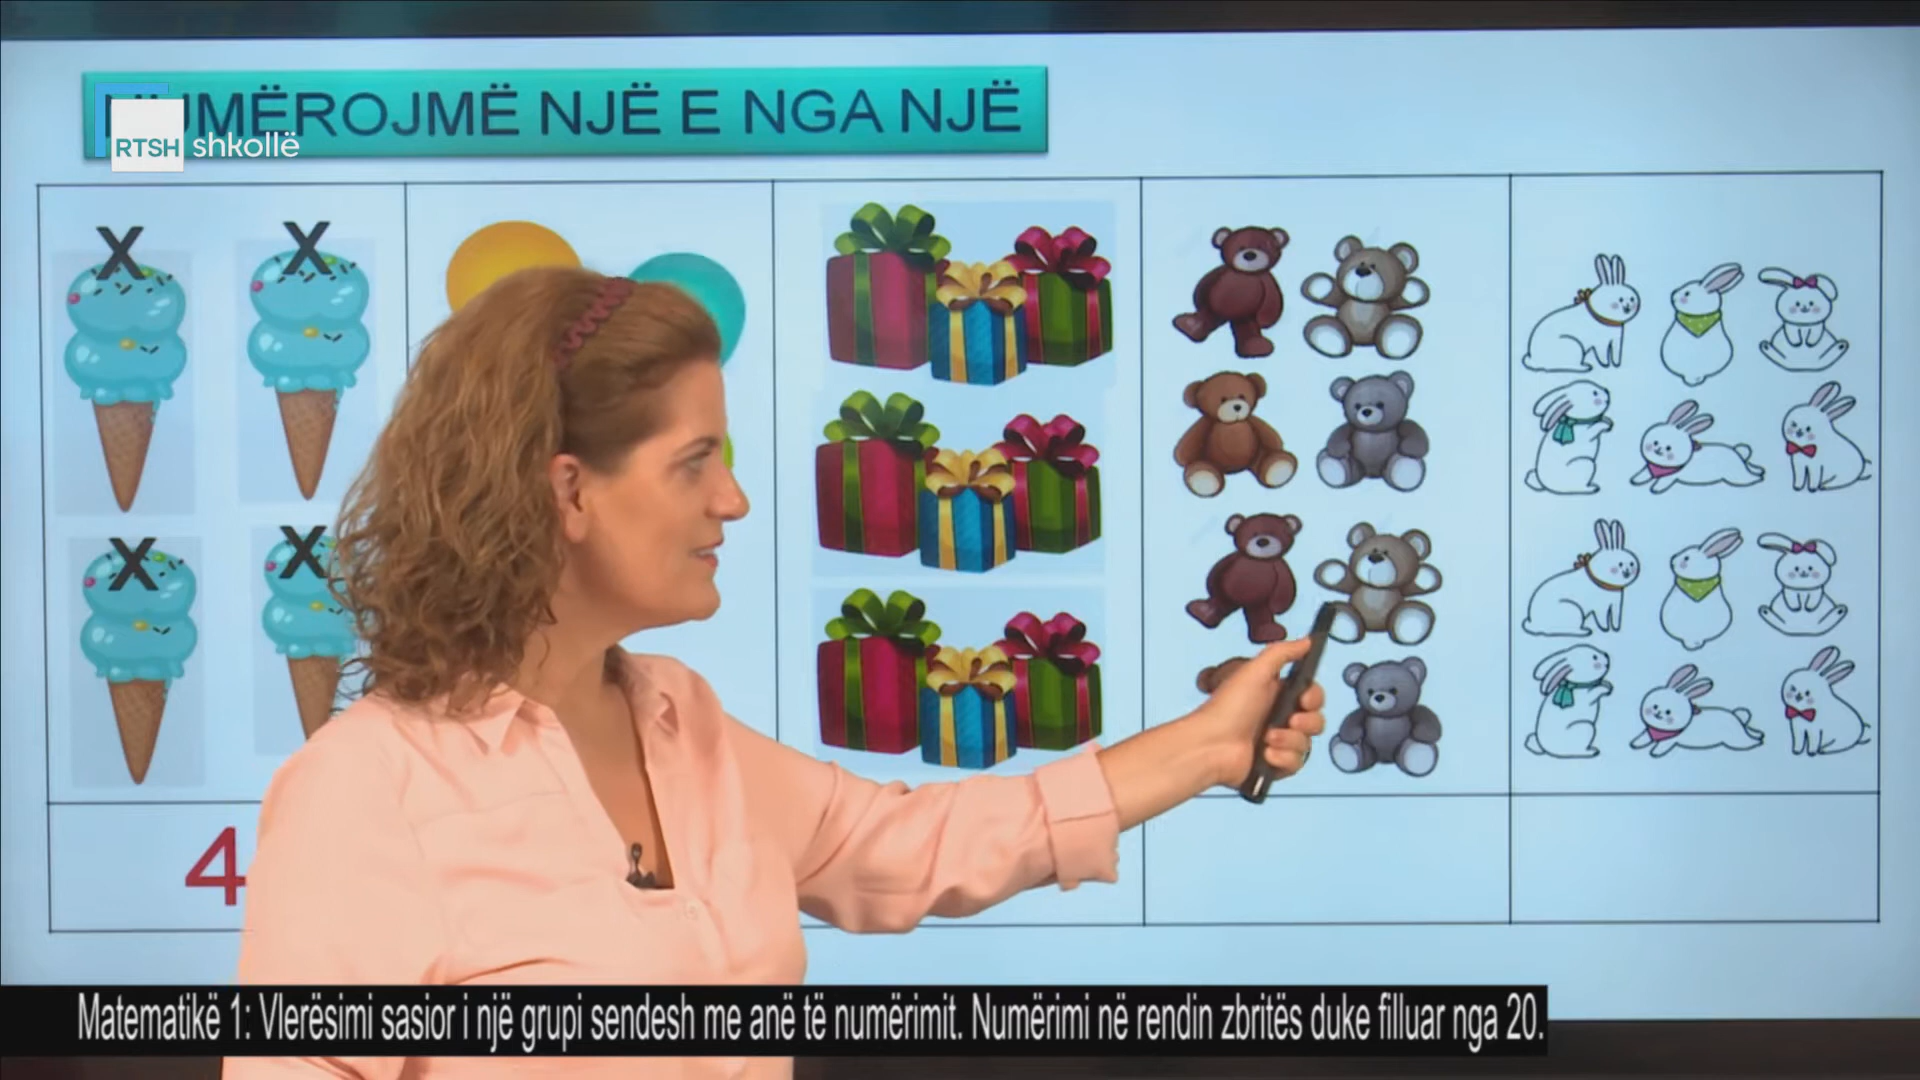 MËROJMË NJË E NGA NJË
RTSH shkollë
X X
X X
4
Matematikë 1: Vlerësimi sasior i një grupi sendesh me anë të numërimit. Numërimi në rendin zbritës duke filluar nga 20.